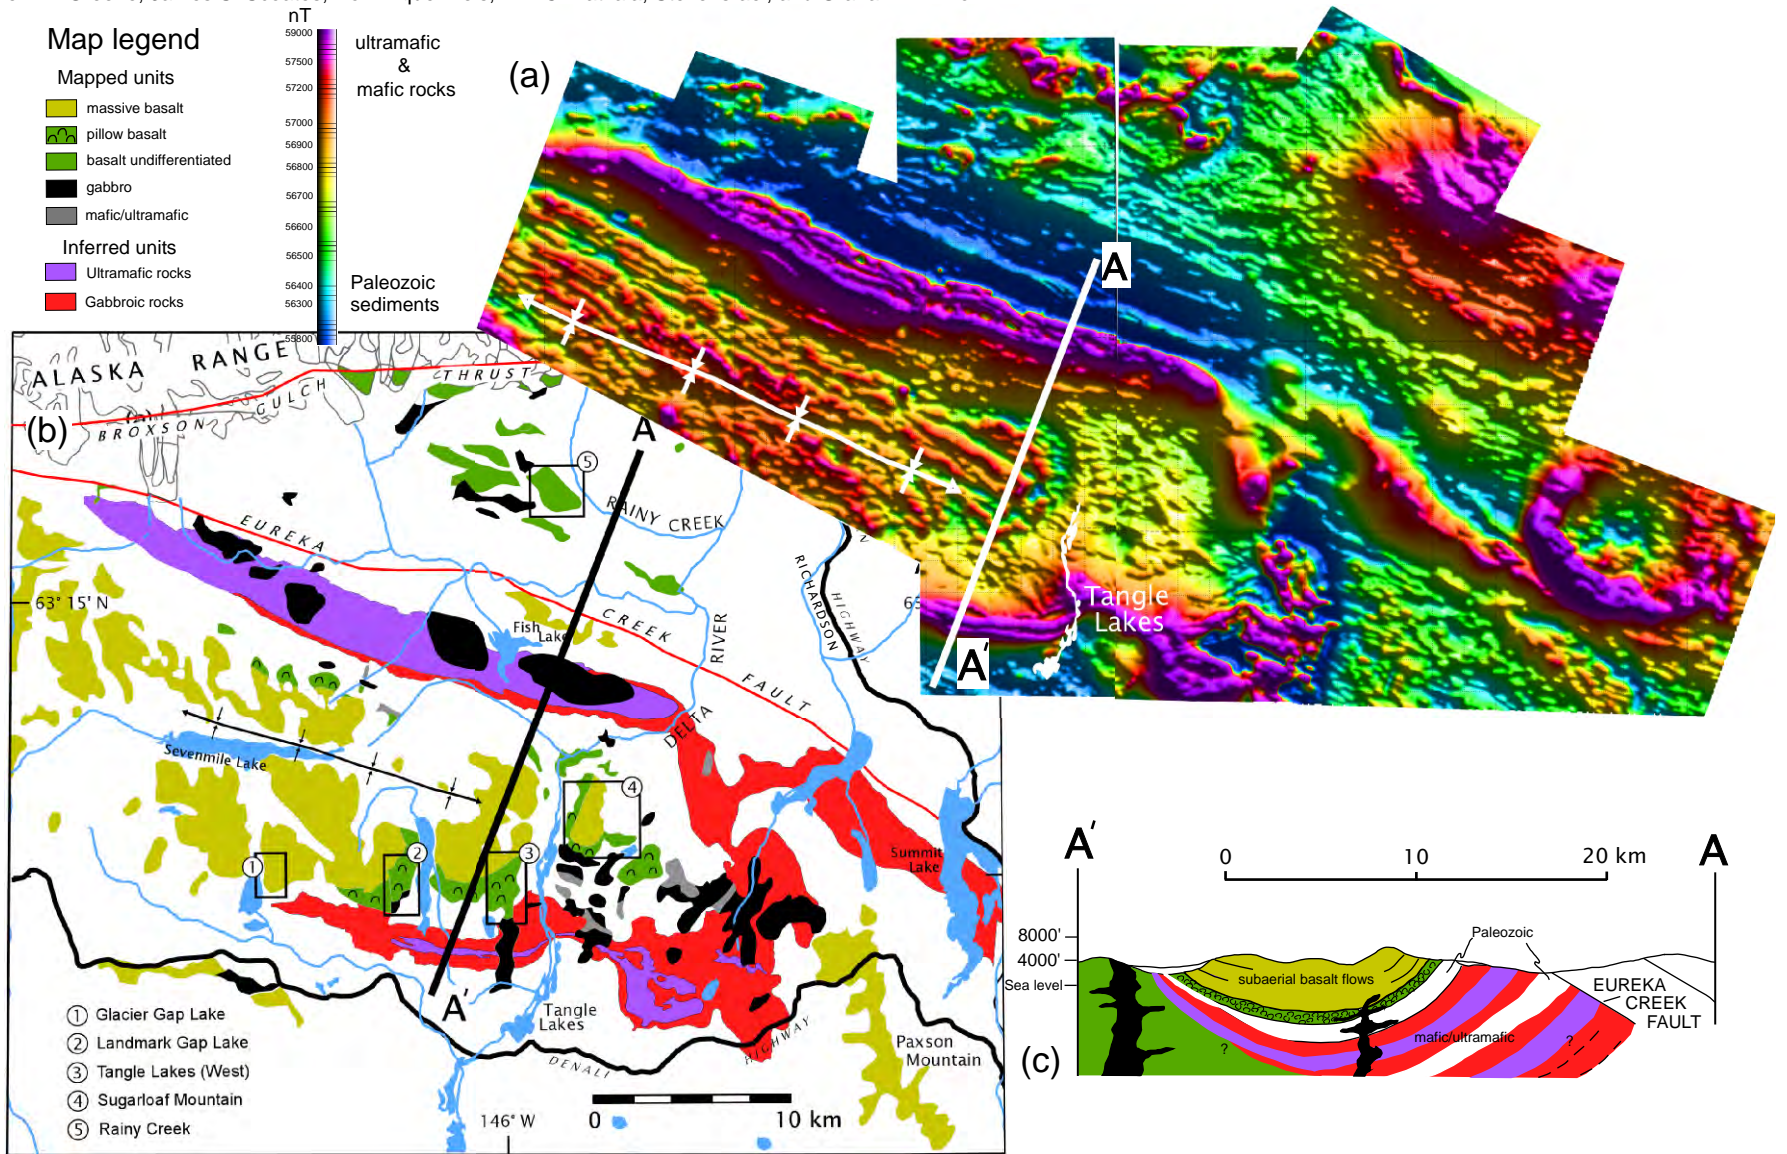 Map legend
Mapped units
massive basalt
pillow basalt
basalt undifferentiated
gabbro
mafic/ultramafic
Inferred units
Ultramafic rocks
Gabbroic rocks
nT
59000
57500
57200
57000
56900
56800
56700
56600
56500
56400
56300
55800
ultramafic
&
mafic rocks
Paleozoic
sediments
(a)
A
A'
Tangle
Lakes
(b)
ALASKA RANGE
BROXSON GULCH THRUST
A
5
RAINY CREEK
EUREKA CREEK FAULT
63° 15' N
Fish
Lake
DELTA RIVER
RICHARDSON HIGHWAY
Sevenmile Lake
1
2
3
4
Summit
Lake
A'
Tangle
Lakes
DENALI HIGHWAY
Paxson
Mountain
1 Glacier Gap Lake
2 Landmark Gap Lake
3 Tangle Lakes (West)
4 Sugarloaf Mountain
5 Rainy Creek
146° W
0 10 km
A'
0 10 20 km
A
8000'
4000'
Sea level
Paleozoic
subaerial basalt flows
EUREKA
CREEK
FAULT
mafic/ultramafic
?
?
(c)